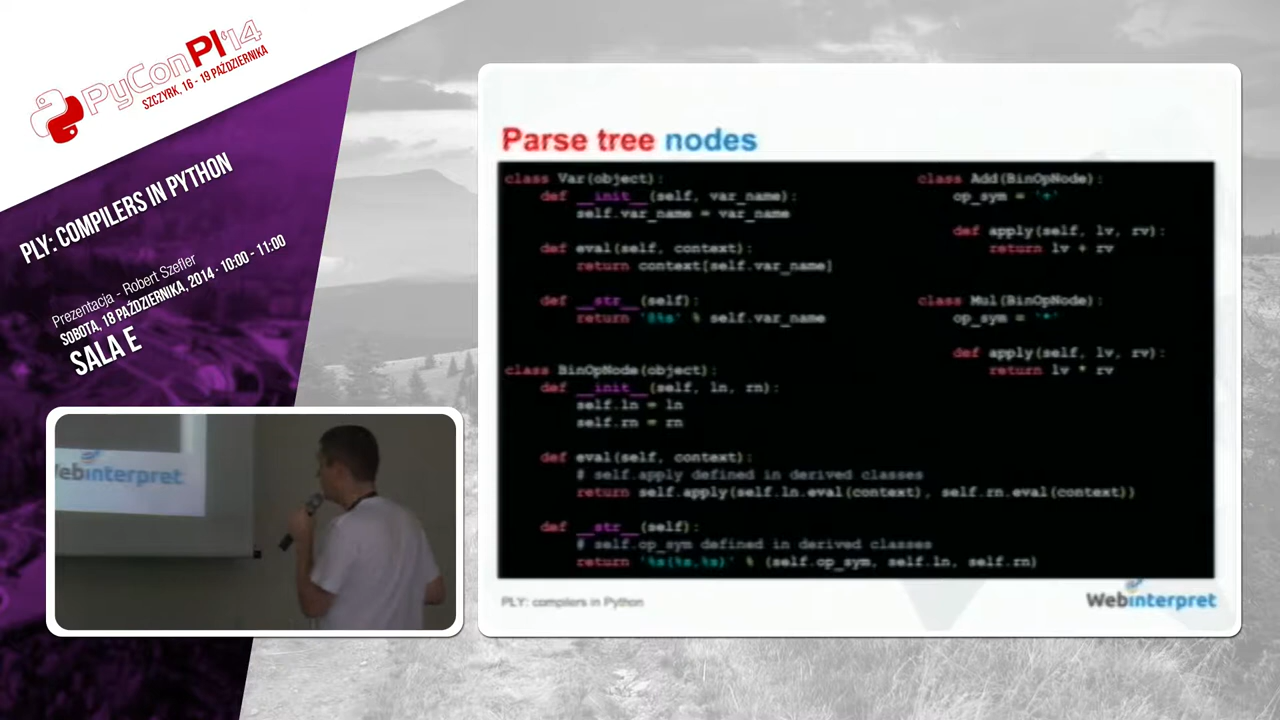 PyConPl'14
SZCZYRK, 16 - 19 PAŹDZIERNIKA
PLY: COMPILERS IN PYTHON
Prezentacja - Robert Szefler
SOBOTA, 18 PAŹDZIERNIKA, 2014 · 10:00 - 11:00
SALA E
Webinterpret
Parse tree nodes
class Var(object):
def __init__(self, var_name):
self.var_name = var_name
def eval(self, context):
return context[self.var_name]
def __str__(self):
return % self.var_name
class BinOpNode(object):
def __init__(self, ln, rn):
self.ln = ln
self.rn = rn
def eval(self, context):
# self.apply defined in derived classes
return self.apply(self.ln.eval(context), self.rn.eval(context))
def __str__(self):
# self.op_sym defined in derived classes
return '%s(%s,%s)' % (self.op_sym, self.ln, self.rn)
class Add(BinOpNode):
op_sym = '+'
def apply(self, lv, rv):
return lv + rv
class Mul(BinOpNode):
op_sym = '*'
def apply(self, lv, rv):
return lv * rv
PLY: compilers in Python
Webinterpret